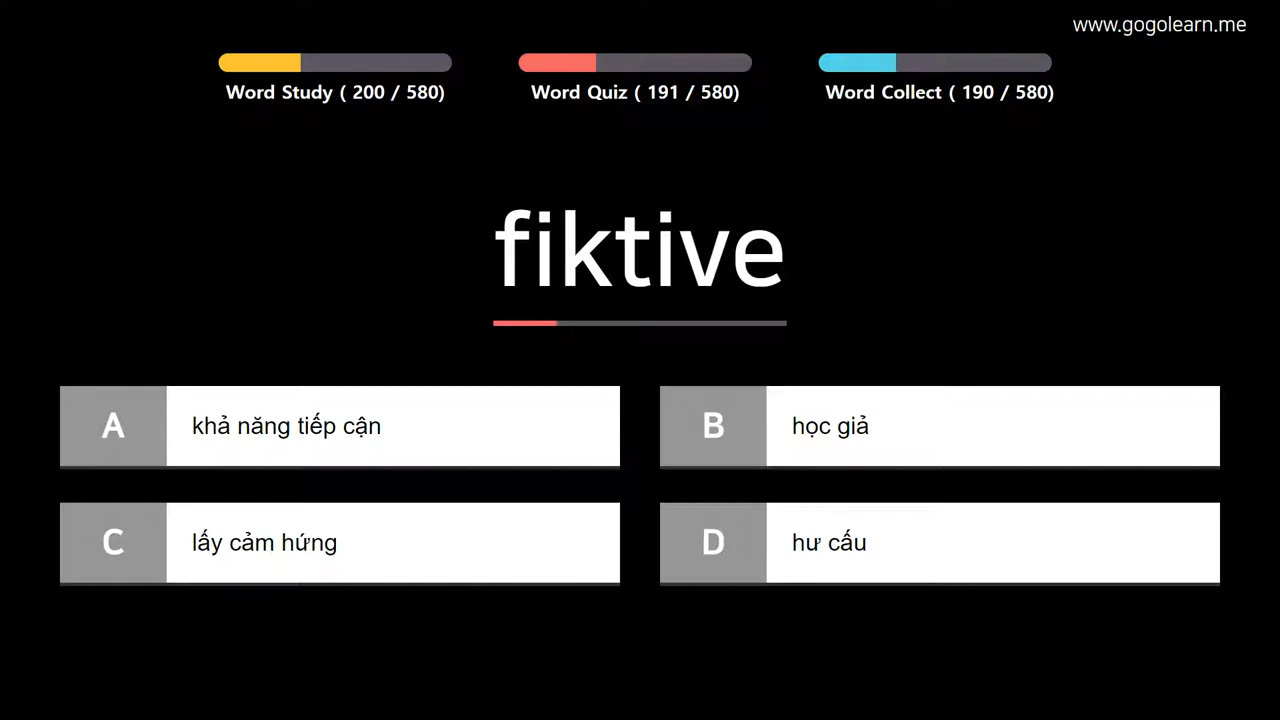 www.gogolearn.me
Word Study ( 200 / 580)
Word Quiz ( 191 / 580)
Word Collect ( 190 / 580)
fiktive
A
khả năng tiếp cận
B
học giả
C
lấy cảm hứng
D
hư cấu